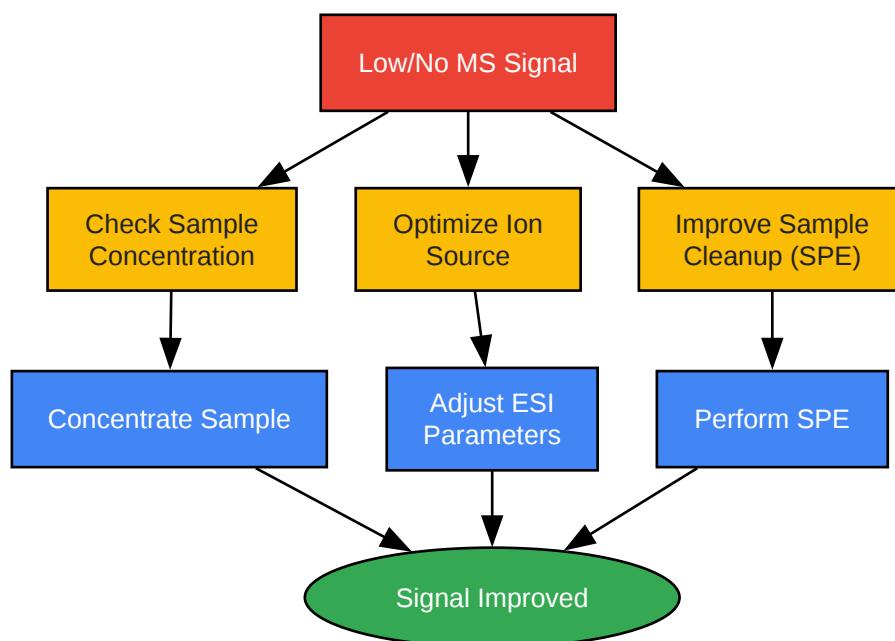 Low/No MS Signal
Check Sample
Concentration
Optimize Ion
Source
Improve Sample
Cleanup (SPE)
Concentrate Sample
Adjust ESI
Parameters
Perform SPE
Signal Improved